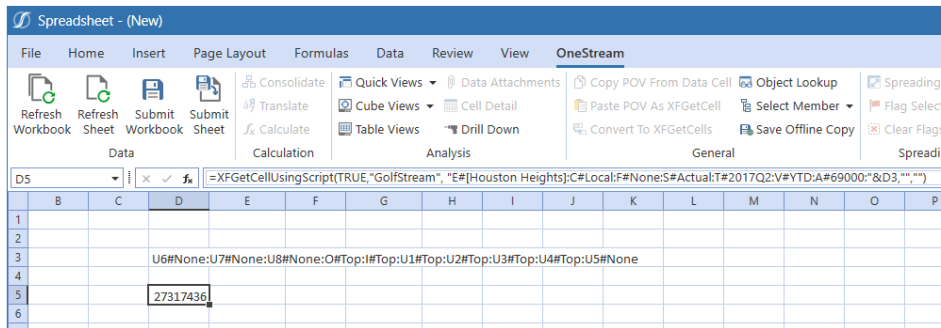 Spreadsheet - (New)
File Home Insert Page Layout Formulas Data Review View OneStream
Refresh Workbook
Refresh Sheet
Submit Workbook
Submit Sheet
Data
Consolidate
Translate
Calculate
Calculation
Quick Views
Cube Views
Table Views
Data Attachments
Cell Detail
Drill Down
Analysis
Copy POV From Data Cell
Paste POV As XFGetCell
Convert To XFGetCells
Object Lookup
Select Member
Save Offline Copy
General
Spreading
Flag Selec
Clear Flags
Spreadi
D5
fx =XFGetCellUsingScript(TRUE,"GolfStream", "E#[Houston Heights]:C#Local:F#None:S#Actual:T#2017Q2:V#YTD:A#69000:"&D3,"","")
B C D E F G H I J K L M N O P
1
2
3 U6#None:U7#None:U8#None:O#Top:I#Top:U1#Top:U2#Top:U3#Top:U4#Top:U5#None
4
5 27317436
6